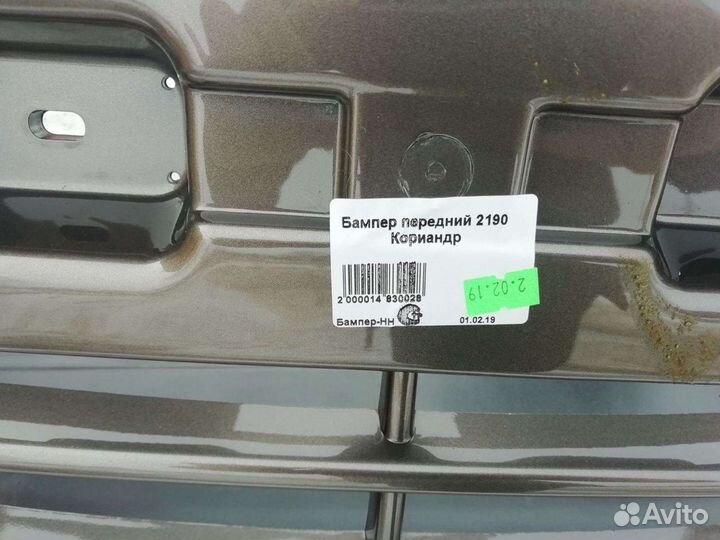 Бампер передний 2190
Кориандр
2 000014 830028
2.02.19
Бампер-НН
01.02.19
Avito